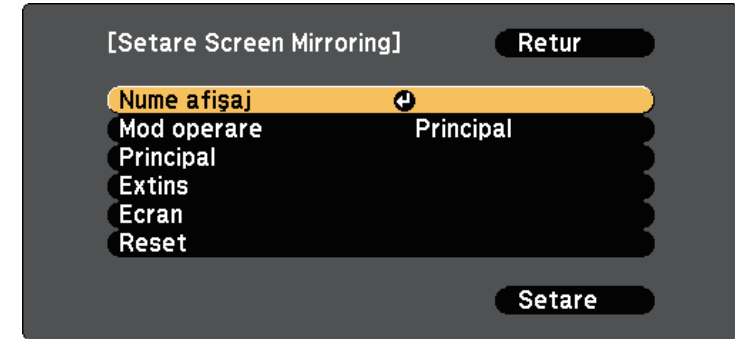 [Setare Screen Mirroring] Retur
Nume afişaj
Mod operare Principal
Principal
Extins
Ecran
Reset
Setare